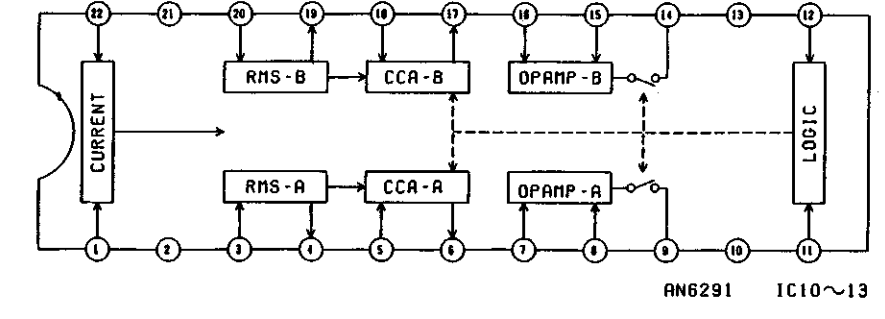 22 21 20 19 18 17 16 15 14 13 12
RMS-B CCA-B OPAMP-B
CURRENT
LOGIC
RMS-A CCA-A OPAMP-A
1 2 3 4 5 6 7 8 9 10 11
AN6291 IC10〜13